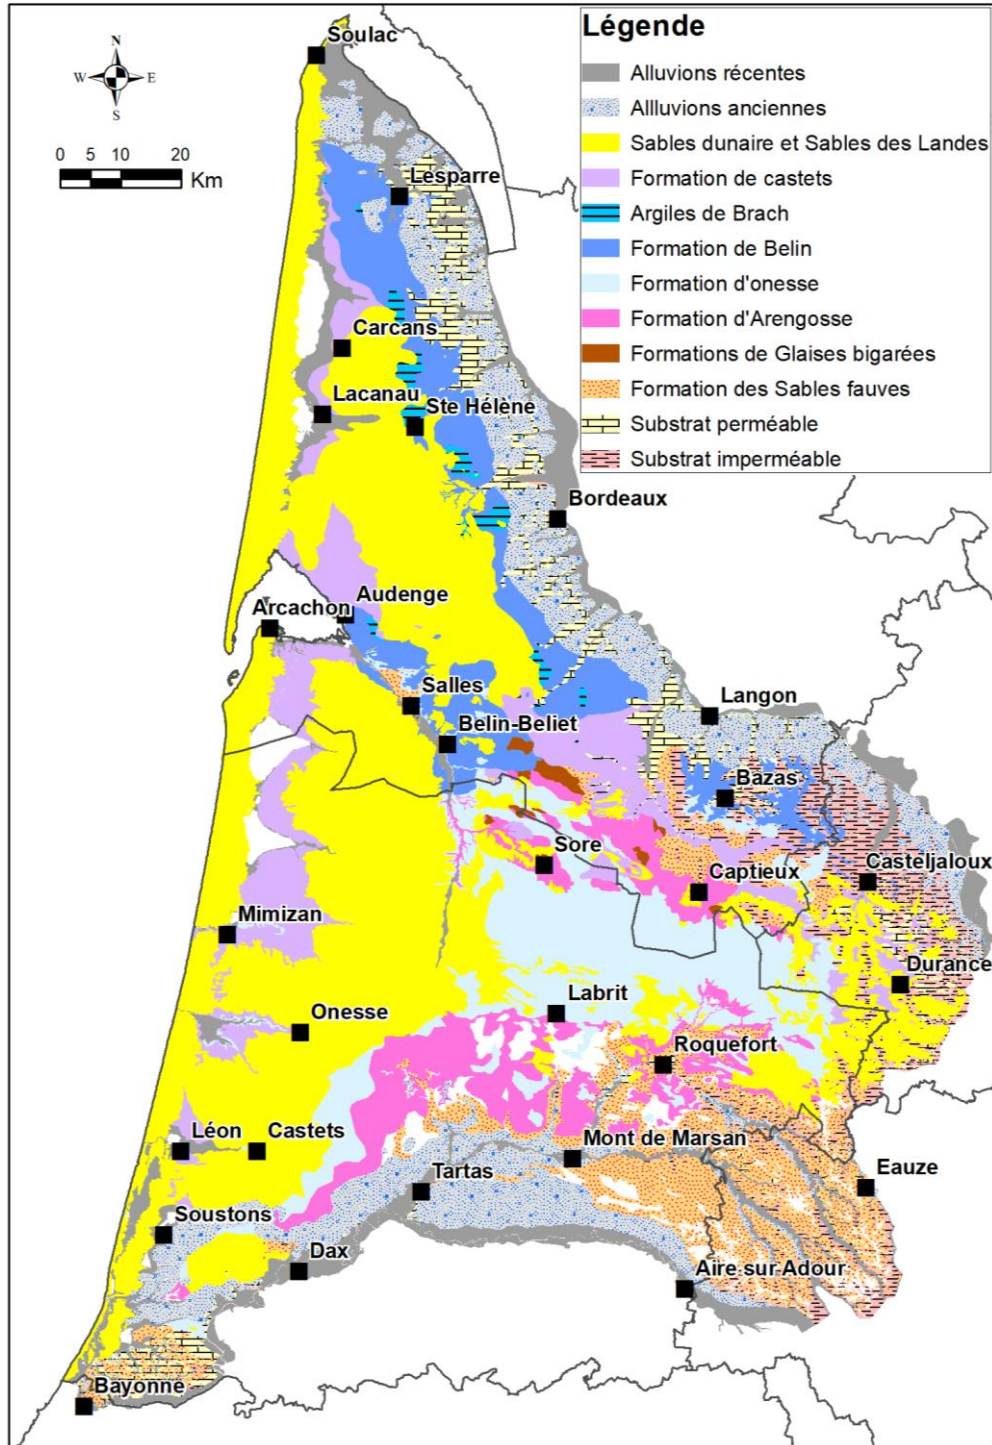 Légende
Alluvions récentes
Allluvions anciennes
Sables dunaire et Sables des Landes
Formation de castets
Argiles de Brach
Formation de Belin
Formation d'onesse
Formation d'Arengosse
Formations de Glaises bigarées
Formation des Sables fauves
Substrat perméable
Substrat imperméable
N
W E
S
0 5 10 20
Km
Soulac
Lesparre
Carcans
Lacanau
Ste Hélène
Bordeaux
Audenge
Arcachon
Salles
Langon
Belin-Beliet
Bazas
Sore
Captieux
Casteljaloux
Mimizan
Durance
Labrit
Onesse
Roquefort
Léon
Castets
Mont de Marsan
Tartas
Eauze
Soustons
Dax
Aire sur Adour
Bayonne